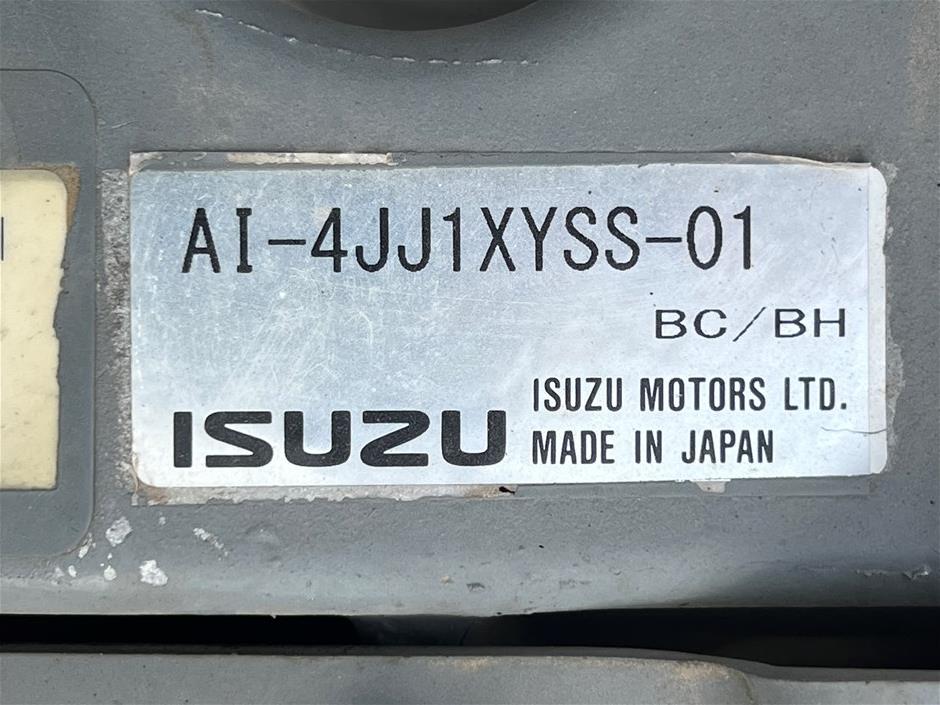 AI-4JJ1XYSS-01
BC/BH
ISUZU
ISUZU MOTORS LTD.
MADE IN JAPAN